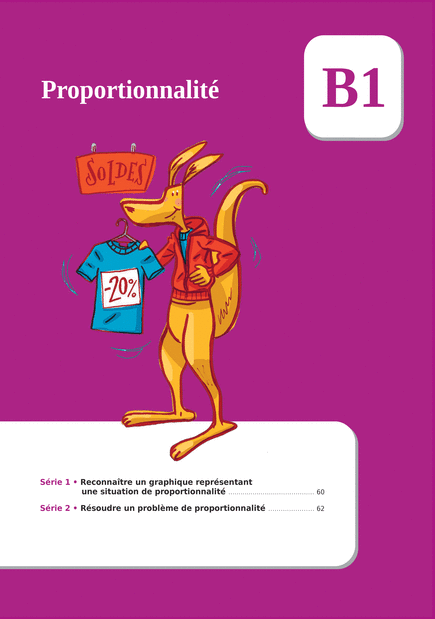 B1
Proportionnalité
SOLDES
-20%
Série 1 • Reconnaître un graphique représentant
une situation de proportionnalité ........................................ 60
Série 2 • Résoudre un problème de proportionnalité ..................... 62